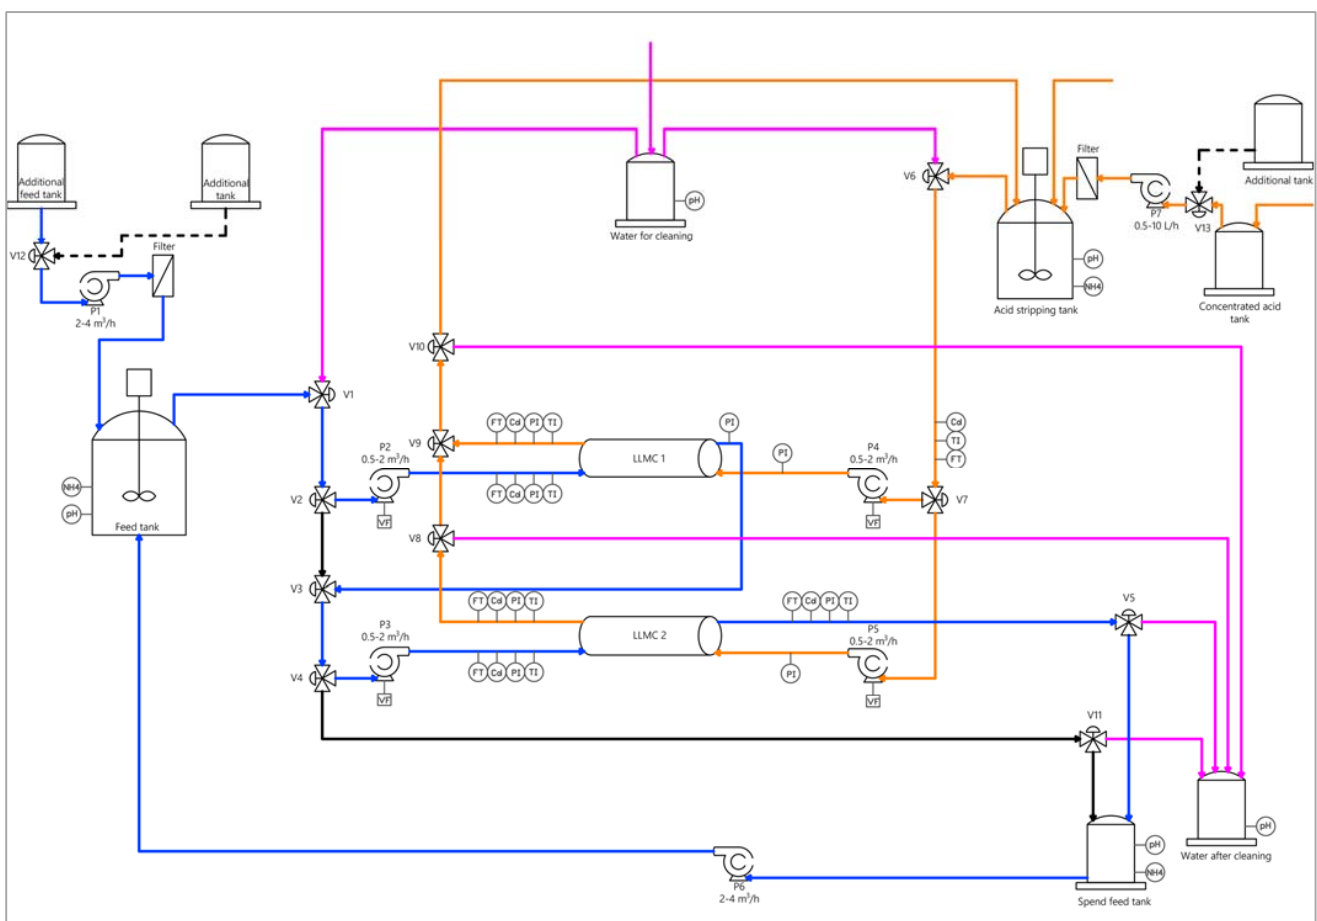 Additional
feed tank
Additional
tank
V12
Filter
P1
2-4 m³/h
pH
Water for cleaning
V6
Filter
P7
0.5-10 L/h
V13
Additional tank
pH
NH4
Acid stripping tank
Concentrated acid
tank
V10
V1
V9
FT Cd PI TI
PI
LLMC 1
P2
0.5-2 m³/h
FT Cd PI TI
VF
PI
P4
0.5-2 m³/h
VF
Cd
TI
FT
V7
V2
NH4
pH
Feed tank
V8
V3
FT Cd PI TI
LLMC 2
FT Cd PI TI
V5
P3
0.5-2 m³/h
FT Cd PI TI
VF
PI
P5
0.5-2 m³/h
VF
V4
V11
pH
Water after cleaning
pH
NH4
Spend feed tank
P6
2-4 m³/h